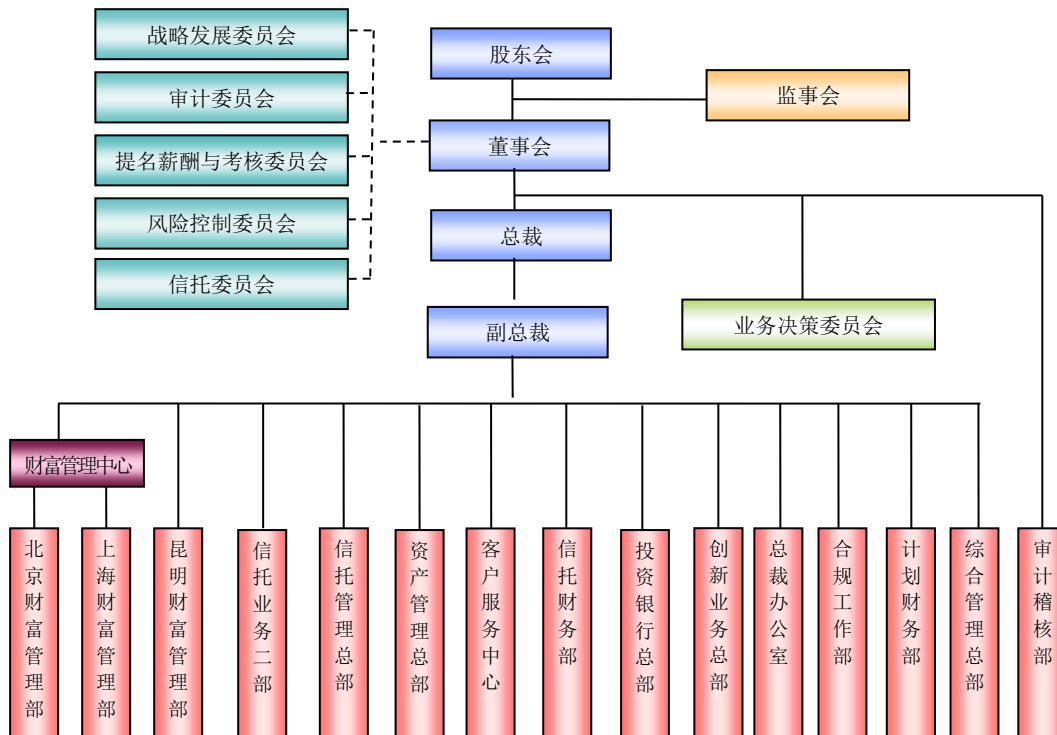 战略发展委员会
股东会
审计委员会
监事会
董事会
提名薪酬与考核委员会
风险控制委员会
总裁
信托委员会
业务决策委员会
副总裁
财富管理中心
北京财富管理部
上海财富管理部
昆明财富管理部
信托业务二部
信托管理总部
资产管理总部
客户服务中心
信托财务部
投资银行总部
创新业务总部
总裁办公室
合规工作部
计划财务部
综合管理总部
审计稽核部